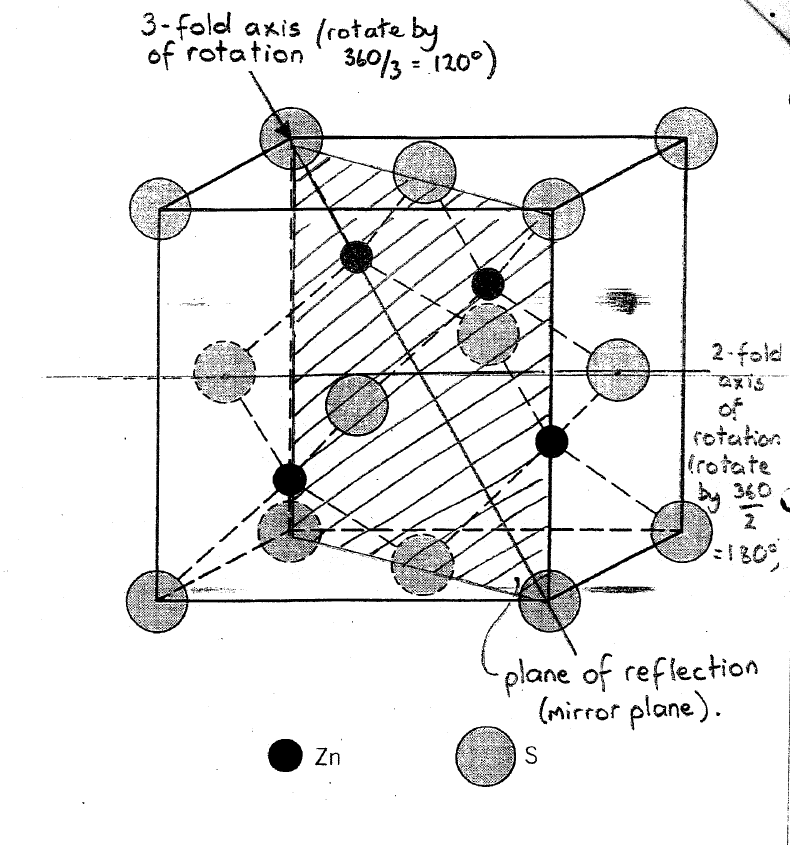 3-fold axis (rotate by
of rotation 360/3 = 120°)
2-fold
axis
of
rotation
(rotate
by 360
2
=180°,
plane of reflection
(mirror plane).
Zn
S